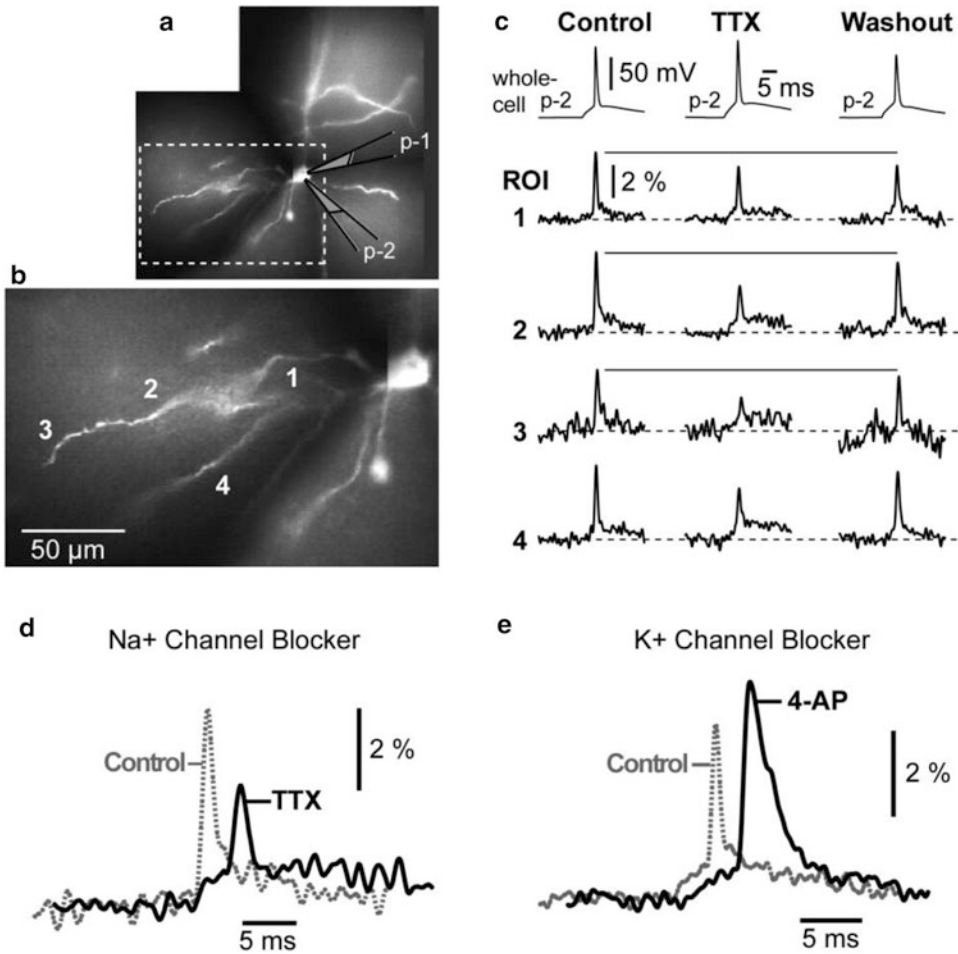 a
p-1
p-2
b
1
2
3
4
50 µm
c
Control TTX Washout
whole-
cell
p-2
50 mV
5 ms
p-2
p-2
ROI
2 %
1
2
3
4
d
Na+ Channel Blocker
Control
TTX
2 %
5 ms
e
K+ Channel Blocker
4-AP
Control
2 %
5 ms